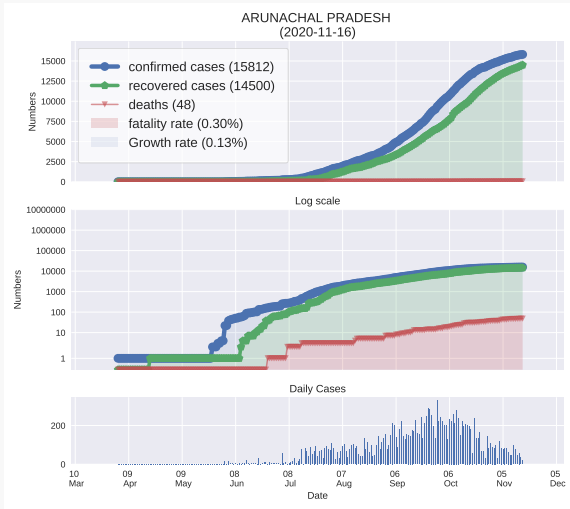 ARUNACHAL PRADESH
(2020-11-16)
Numbers
15000
12500
10000
7500
5000
2500
0
confirmed cases (15812)
recovered cases (14500)
deaths (48)
fatality rate (0.30%)
Growth rate (0.13%)
Log scale
Numbers
10000000
1000000
100000
10000
1000
100
10
1
Daily Cases
200
0
10 09 09 08 08 07 06 06 05 05
Mar Apr May Jun Jul Aug Sep Oct Nov Dec
Date